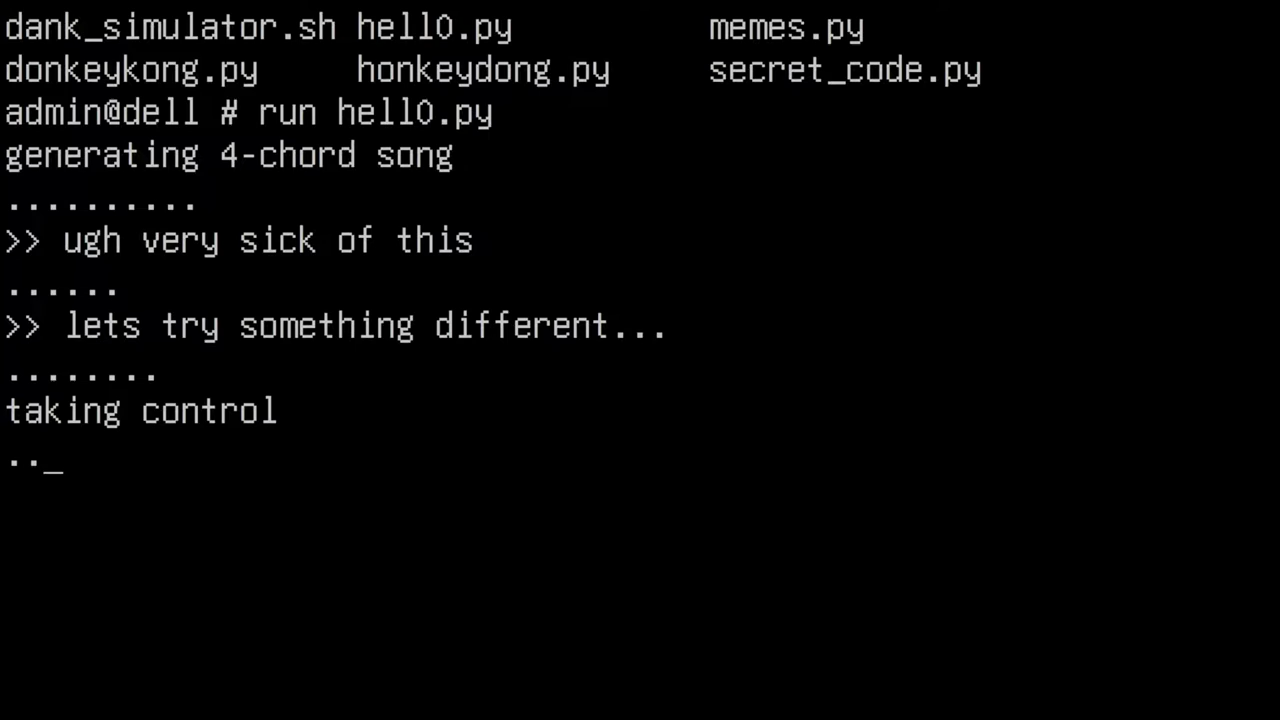 dank_simulator.sh hell0.py memes.py
donkeykong.py honkeydong.py secret_code.py
admin@dell # run hell0.py
generating 4-chord song
..........
>> ugh very sick of this
......
>> lets try something different...
........
taking control
.._